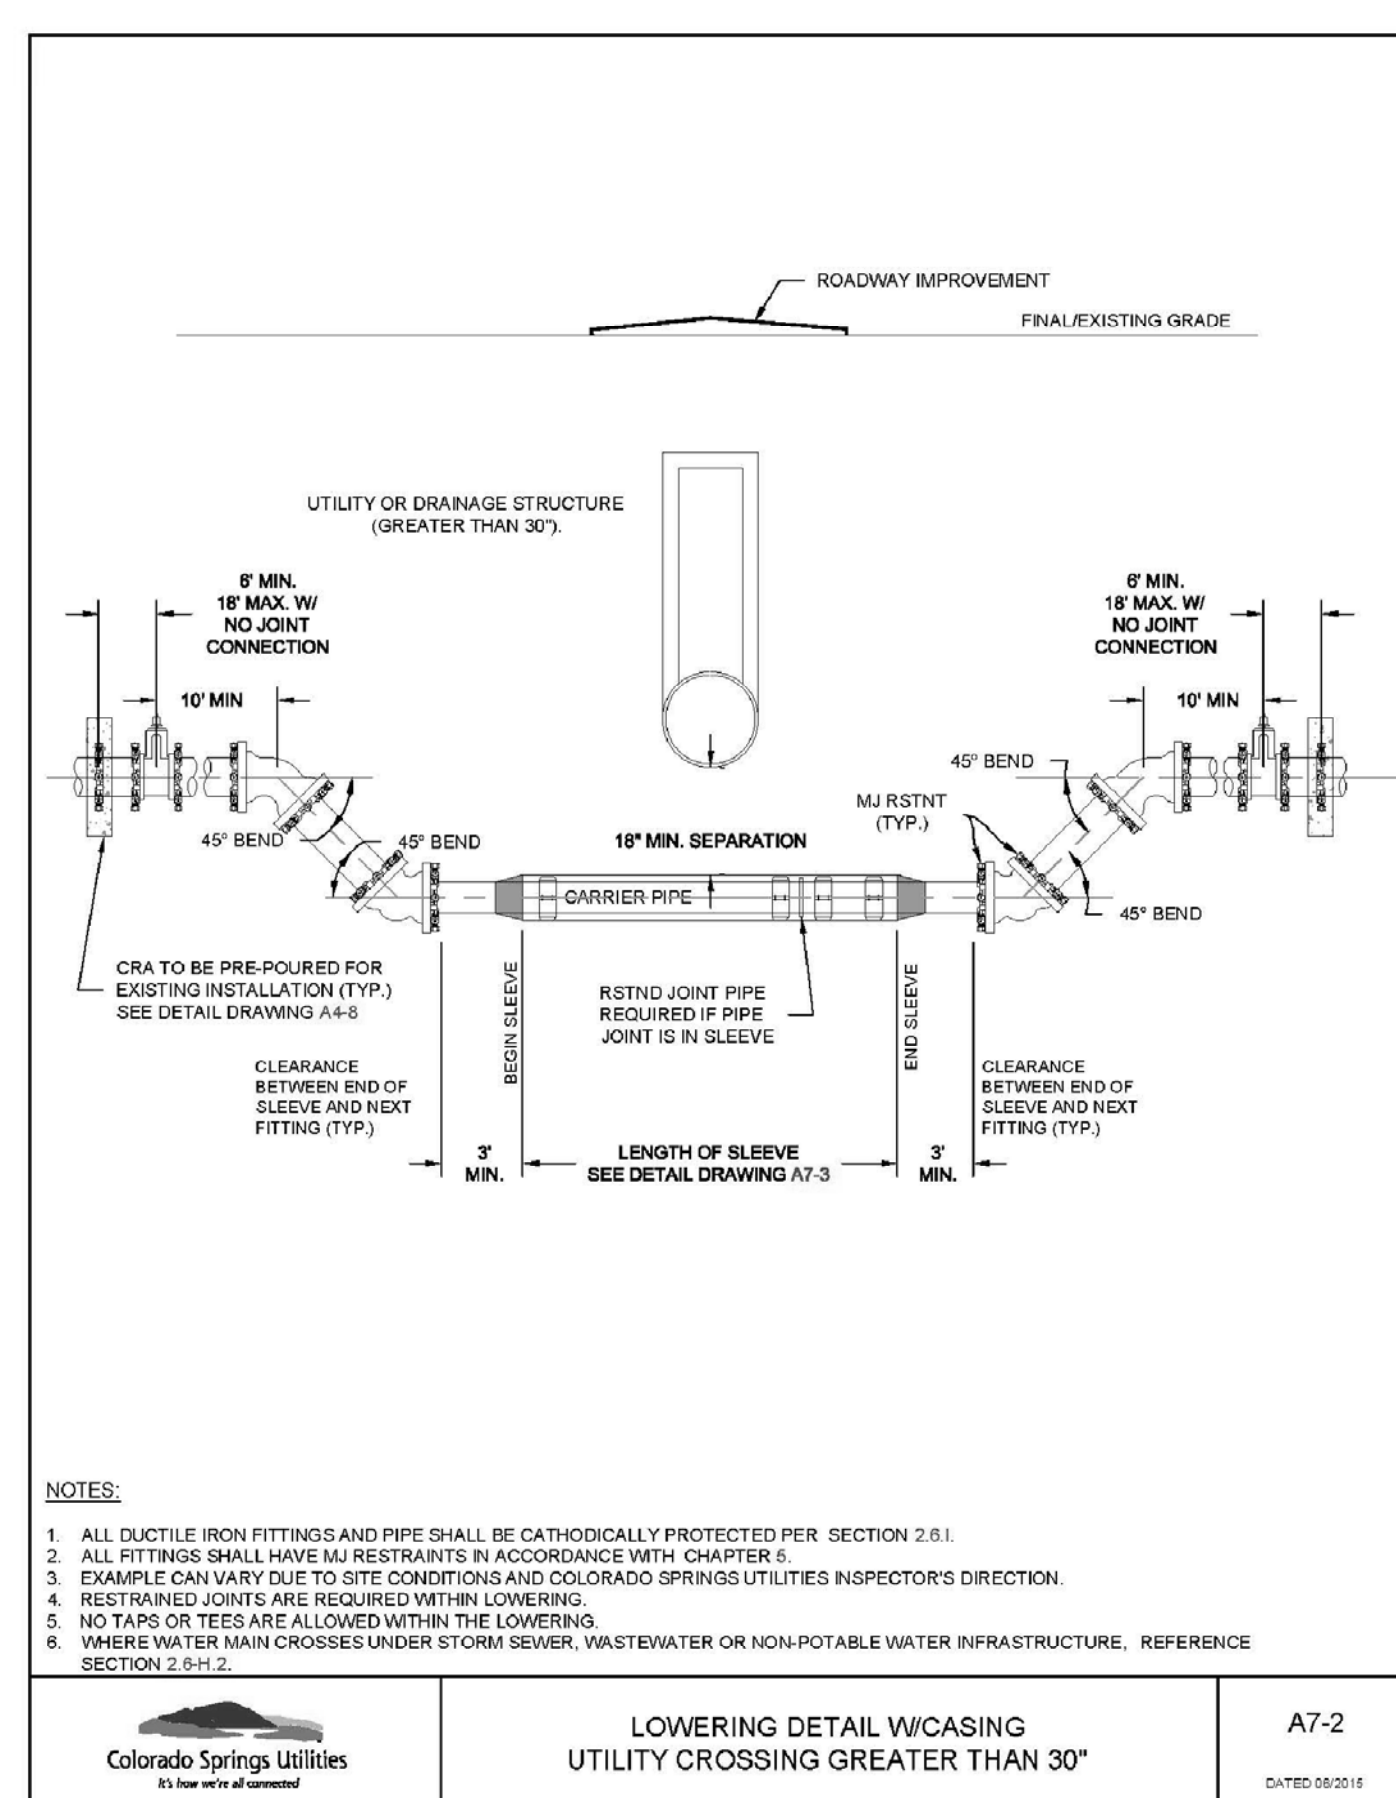 ROADWAY IMPROVEMENT
FINAL/EXISTING GRADE
UTILITY OR DRAINAGE STRUCTURE
(GREATER THAN 30").
6' MIN.
18' MAX. W/
NO JOINT
CONNECTION
6' MIN.
18' MAX. W/
NO JOINT
CONNECTION
10' MIN
10' MIN
45° BEND
MJ RSTNT
(TYP.)
45° BEND
45° BEND
18" MIN. SEPARATION
CARRIER PIPE
45° BEND
CRA TO BE PRE-POURED FOR
EXISTING INSTALLATION (TYP.)
SEE DETAIL DRAWING A4-8
BEGIN SLEEVE
RSTND JOINT PIPE
REQUIRED IF PIPE
JOINT IS IN SLEEVE
END SLEEVE
CLEARANCE
BETWEEN END OF
SLEEVE AND NEXT
FITTING (TYP.)
CLEARANCE
BETWEEN END OF
SLEEVE AND NEXT
FITTING (TYP.)
3'
MIN.
LENGTH OF SLEEVE
SEE DETAIL DRAWING A7-3
3'
MIN.
NOTES:
1. ALL DUCTILE IRON FITTINGS AND PIPE SHALL BE CATHODICALLY PROTECTED PER SECTION 2.6.I.
2. ALL FITTINGS SHALL HAVE MJ RESTRAINTS IN ACCORDANCE WITH CHAPTER 5.
3. EXAMPLE CAN VARY DUE TO SITE CONDITIONS AND COLORADO SPRINGS UTILITIES INSPECTOR'S DIRECTION.
4. RESTRAINED JOINTS ARE REQUIRED WITHIN LOWERING.
5. NO TAPS OR TEES ARE ALLOWED WITHIN THE LOWERING.
6. WHERE WATER MAIN CROSSES UNDER STORM SEWER, WASTEWATER OR NON-POTABLE WATER INFRASTRUCTURE, REFERENCE
SECTION 2.6-H.2.
Colorado Springs Utilities
It's how we're all connected
LOWERING DETAIL W/CASING
UTILITY CROSSING GREATER THAN 30"
A7-2
DATED 06/2015